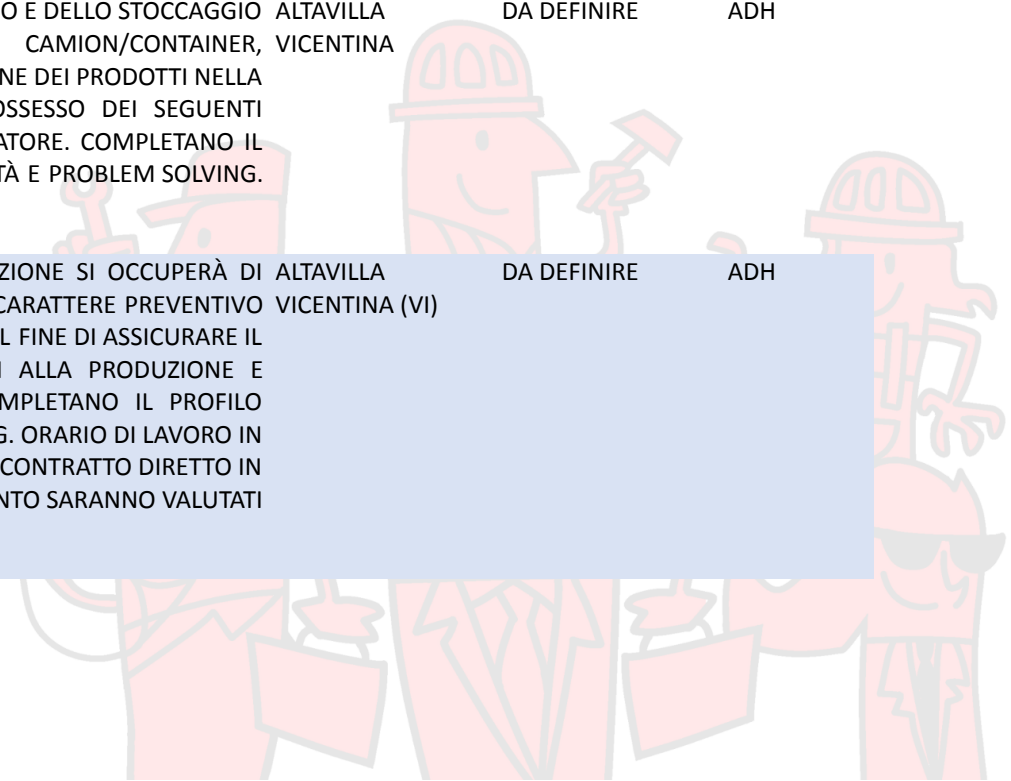 O E DELLO STOCCAGGIO ALTAVILLA DA DEFINIRE ADH
CAMION/CONTAINER, VICENTINA
NE DEI PRODOTTI NELLA
OSSESSO DEI SEGUENTI
ATORE. COMPLETANO IL
TÀ E PROBLEM SOLVING.
ZIONE SI OCCUPERÀ DI ALTAVILLA DA DEFINIRE ADH
CARATTERE PREVENTIVO VICENTINA (VI)
L FINE DI ASSICURARE IL
I ALLA PRODUZIONE E
MPLETANO IL PROFILO
G. ORARIO DI LAVORO IN
CONTRATTO DIRETTO IN
NTO SARANNO VALUTATI